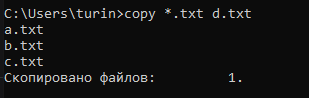 C:\Users\turin>copy *.txt d.txt
a.txt
b.txt
c.txt
Скопировано файлов:         1.